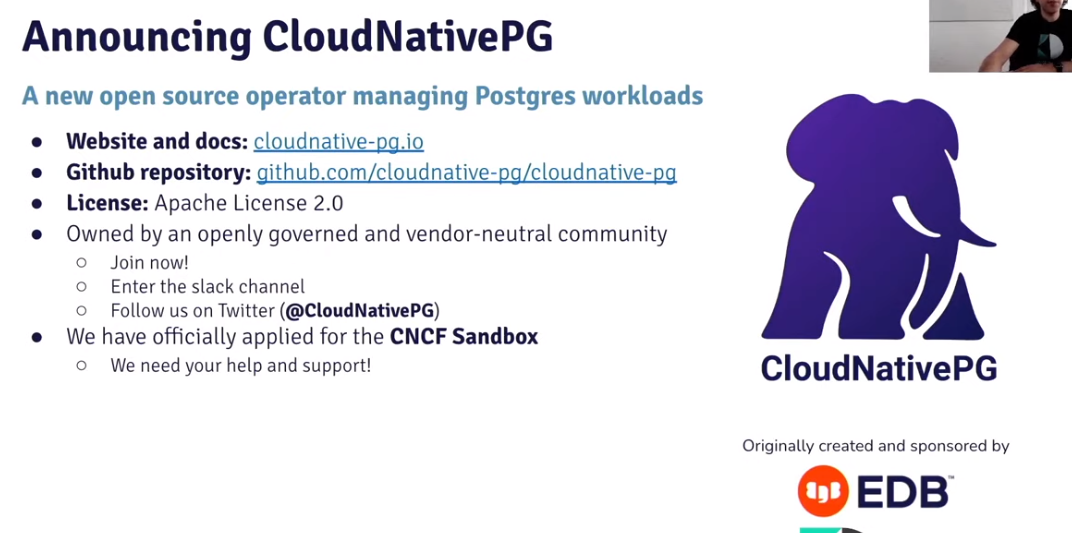 Announcing CloudNativePG
A new open source operator managing Postgres workloads
● Website and docs: cloudnative-pg.io
● Github repository: github.com/cloudnative-pg/cloudnative-pg
● License: Apache License 2.0
● Owned by an openly governed and vendor-neutral community
○ Join now!
○ Enter the slack channel
○ Follow us on Twitter (@CloudNativePG)
● We have officially applied for the CNCF Sandbox
○ We need your help and support!
CloudNativePG
Originally created and sponsored by
EDB™